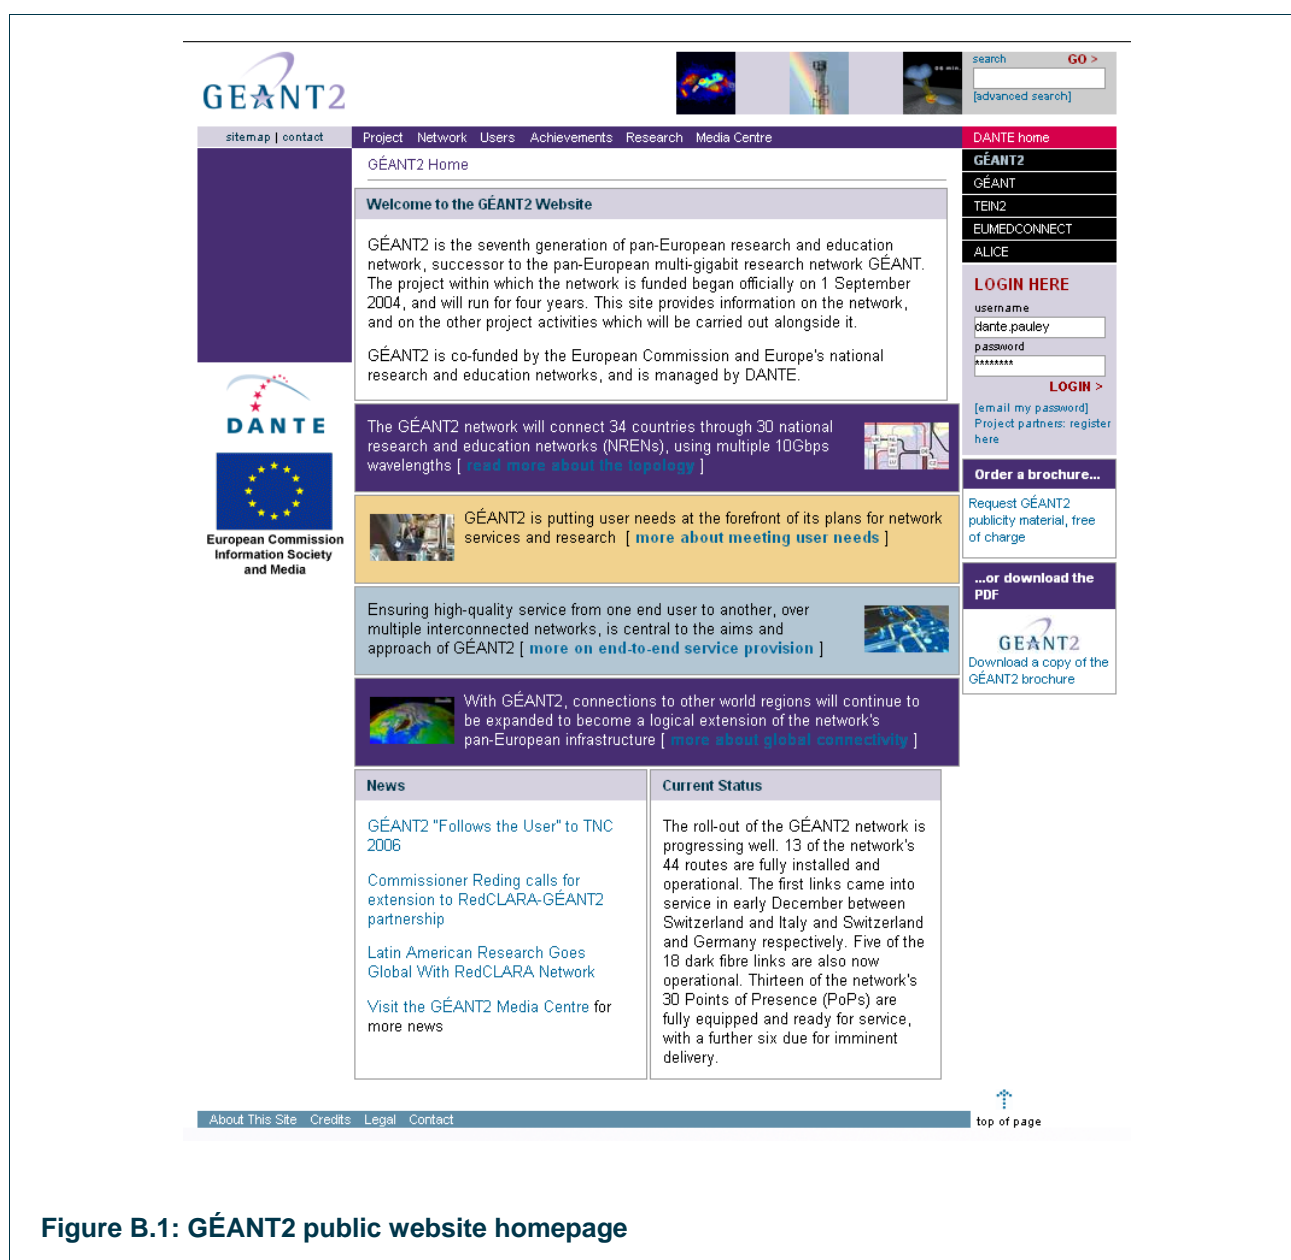 GEANT2
search GO >
[advanced search]
sitemap | contact
Project Network Users Achievements Research Media Centre
DANTE home
GÉANT2
GÉANT
TEIN2
EUMEDCONNECT
ALICE
GÉANT2 Home
Welcome to the GÉANT2 Website
GÉANT2 is the seventh generation of pan-European research and education
network, successor to the pan-European multi-gigabit research network GÉANT.
The project within which the network is funded began officially on 1 September
2004, and will run for four years. This site provides information on the network,
and on the other project activities which will be carried out alongside it.
GÉANT2 is co-funded by the European Commission and Europe's national
research and education networks, and is managed by DANTE.
LOGIN HERE
username
dante.pauley
password
********
LOGIN >
[email my password]
Project partners: register
here
DANTE
European Commission
Information Society
and Media
The GÉANT2 network will connect 34 countries through 30 national
research and education networks (NRENs), using multiple 10Gbps
wavelengths [ read more about the topology ]
GÉANT2 is putting user needs at the forefront of its plans for network
services and research [ more about meeting user needs ]
Ensuring high-quality service from one end user to another, over
multiple interconnected networks, is central to the aims and
approach of GÉANT2 [ more on end-to-end service provision ]
With GÉANT2, connections to other world regions will continue to
be expanded to become a logical extension of the network's
pan-European infrastructure [ more about global connectivity ]
Order a brochure...
Request GÉANT2
publicity material, free
of charge
...or download the
PDF
GEANT2
Download a copy of the
GÉANT2 brochure
News
GÉANT2 "Follows the User" to TNC
2006
Commissioner Reding calls for
extension to RedCLARA-GÉANT2
partnership
Latin American Research Goes
Global With RedCLARA Network
Visit the GÉANT2 Media Centre for
more news
Current Status
The roll-out of the GÉANT2 network is
progressing well. 13 of the network's
44 routes are fully installed and
operational. The first links came into
service in early December between
Switzerland and Italy and Switzerland
and Germany respectively. Five of the
18 dark fibre links are also now
operational. Thirteen of the network's
30 Points of Presence (PoPs) are
fully equipped and ready for service,
with a further six due for imminent
delivery.
About This Site Credits Legal Contact
top of page
Figure B.1: GÉANT2 public website homepage